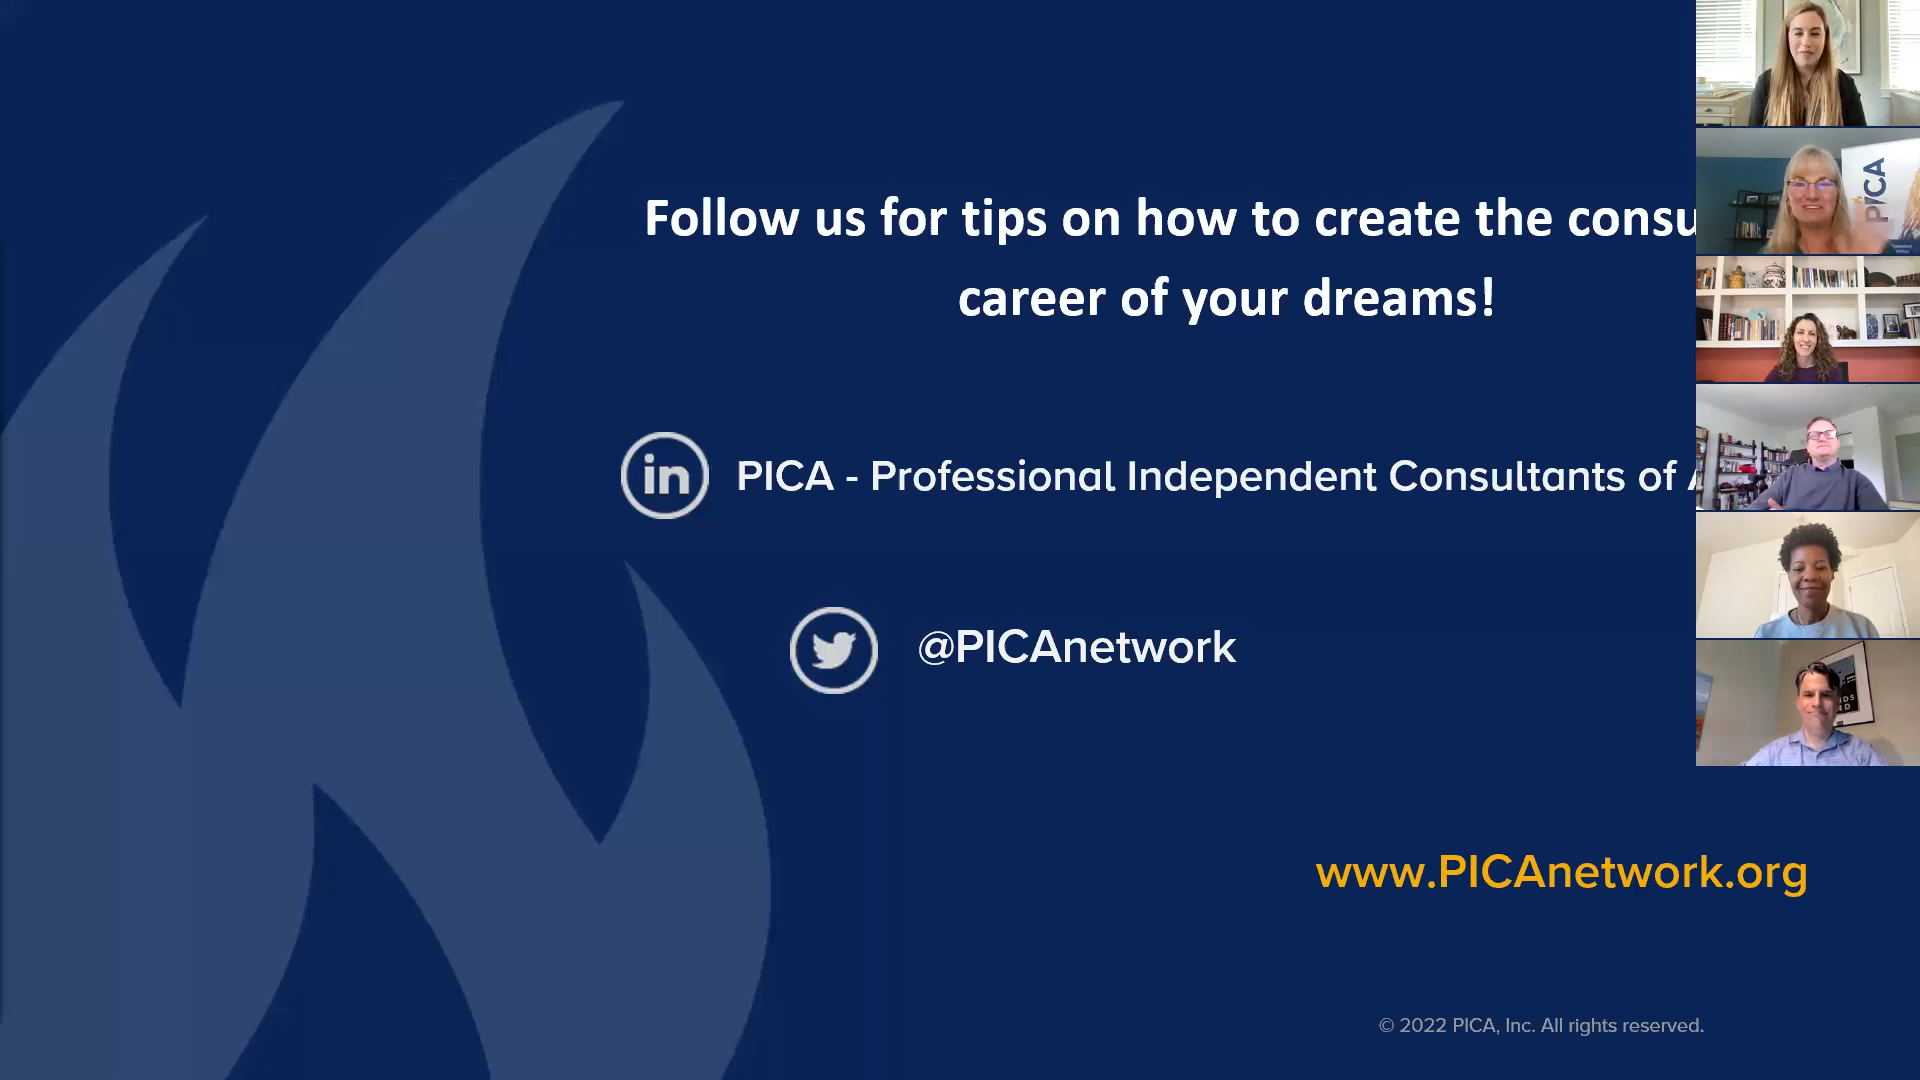 Follow us for tips on how to create the consu
career of your dreams!
in PICA - Professional Independent Consultants of A
@PICAnetwork
www.PICAnetwork.org
© 2022 PICA, Inc. All rights reserved.
PICA